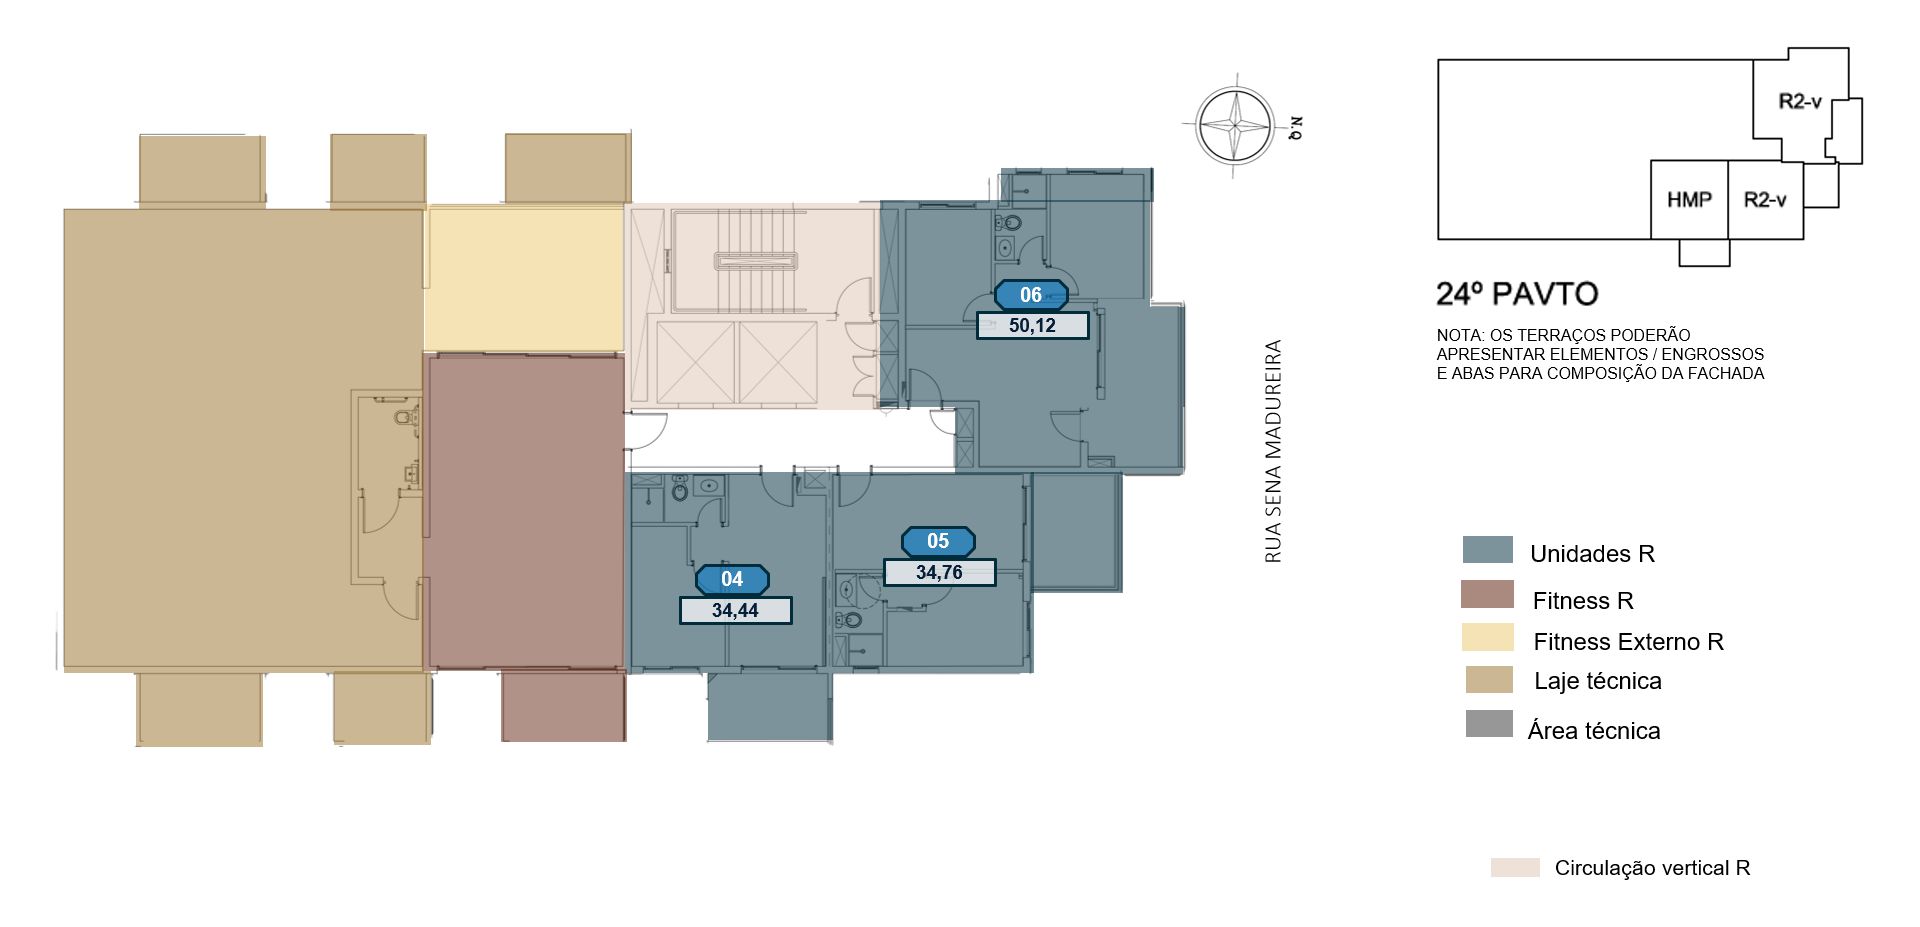 N.Q
R2-v
HMP
R2-v
24º PAVTO
NOTA: OS TERRAÇOS PODERÃO
APRESENTAR ELEMENTOS / ENGROSSOS
E ABAS PARA COMPOSIÇÃO DA FACHADA
06
50,12
RUA SENA MADUREIRA
05
34,76
04
34,44
Unidades R
Fitness R
Fitness Externo R
Laje técnica
Área técnica
Circulação vertical R